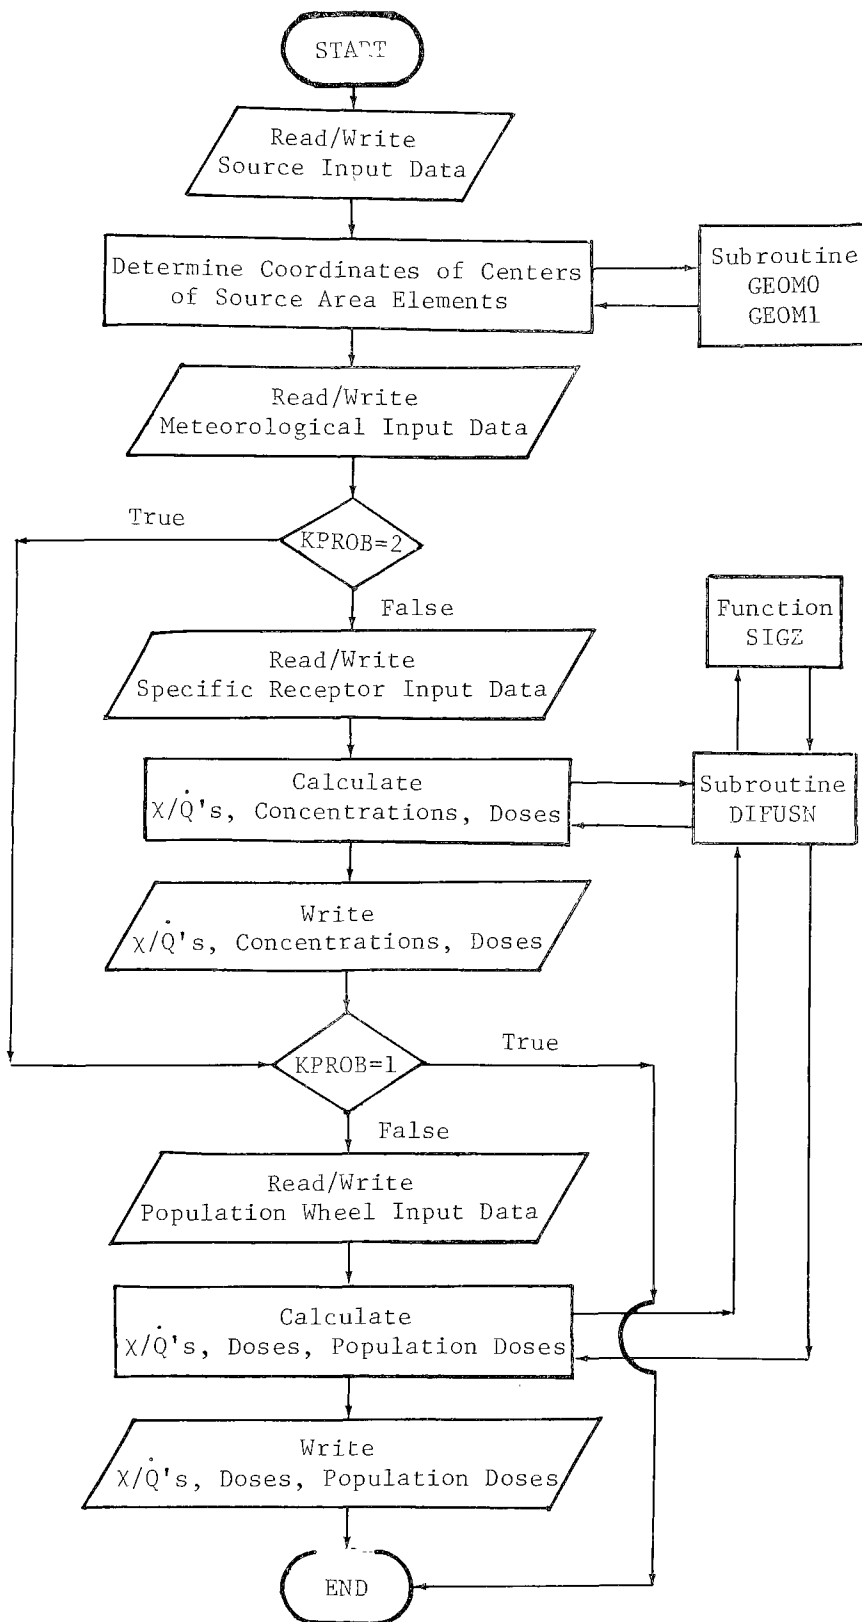 START
Read/Write
Source Input Data
Determine Coordinates of Centers
of Source Area Elements
Subroutine
GEOM0
GEOM1
Read/Write
Meteorological Input Data
True
KPROB=2
False
Function
SIGZ
Read/Write
Specific Receptor Input Data
Calculate
χ/Q̇'s, Concentrations, Doses
Subroutine
DIFUSN
Write
χ/Q̇'s, Concentrations, Doses
KPROB=1
True
False
Read/Write
Population Wheel Input Data
Calculate
χ/Q̇'s, Doses, Population Doses
Write
χ/Q̇'s, Doses, Population Doses
END